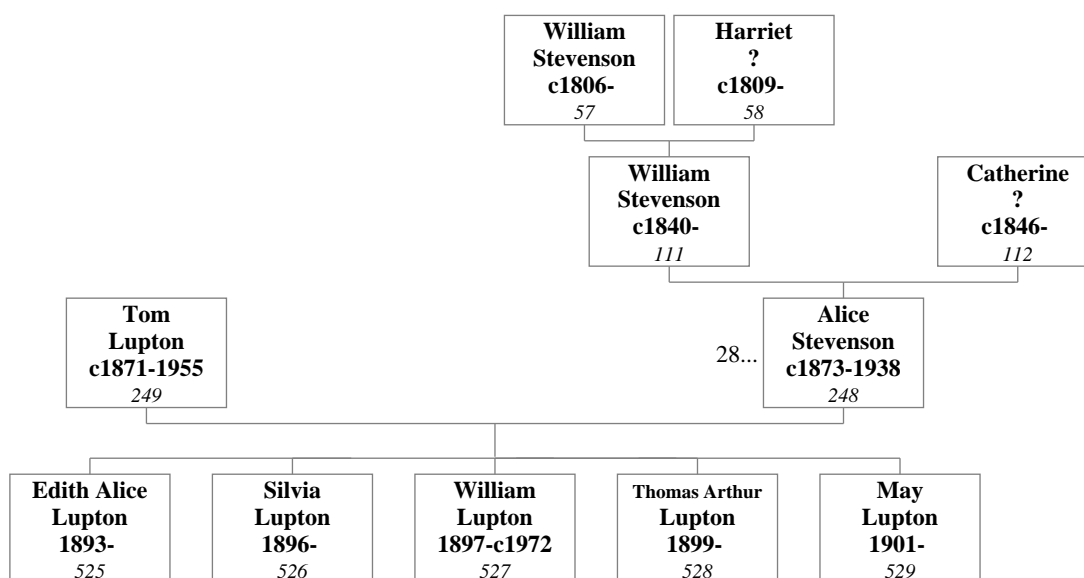 William
Stevenson
c1806-
57
Harriet
?
c1809-
58
William
Stevenson
c1840-
111
Catherine
?
c1846-
112
Tom
Lupton
c1871-1955
249
28...
Alice
Stevenson
c1873-1938
248
Edith Alice
Lupton
1893-
525
Silvia
Lupton
1896-
526
William
Lupton
1897-c1972
527
Thomas Arthur
Lupton
1899-
528
May
Lupton
1901-
529